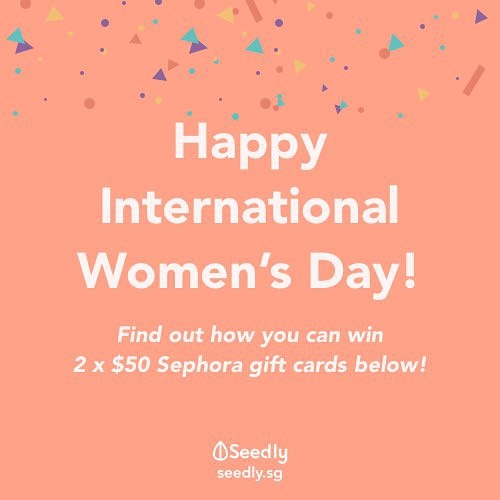 Happy
International
Women’s Day!
Find out how you can win
2 x $50 Sephora gift cards below!
Seedly
seedly.sg